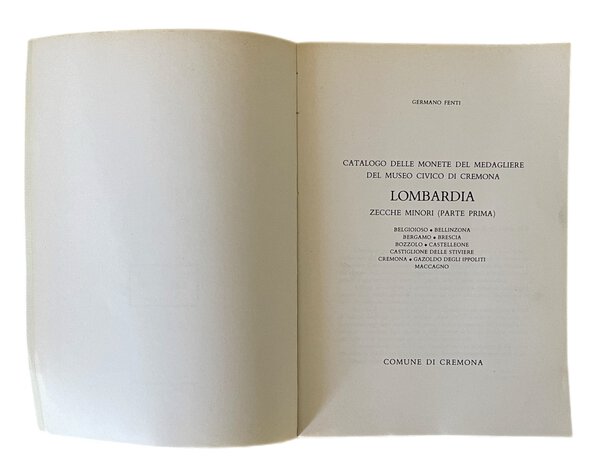 GERMANO FENTI
CATALOGO DELLE MONETE DEL MEDAGLIERE
DEL MUSEO CIVICO DI CREMONA
LOMBARDIA
ZECCHE MINORI (PARTE PRIMA)
BELGIOIOSO • BELLINZONA
BERGAMO • BRESCIA
BOZZOLO • CASTELLEONE
CASTIGLIONE DELLE STIVIERE
CREMONA • GAZOLDO DEGLI IPPOLITI
MACCAGNO
COMUNE DI CREMONA